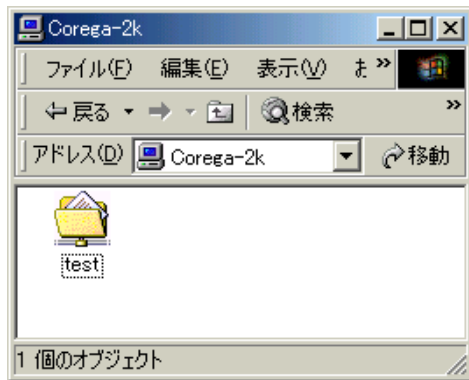 Corega-2k
ファイル(F) 編集(E) 表示(V) お »
戻る 検索 »
アドレス(D) Corega-2k 移動
test
1 個のオブジェクト